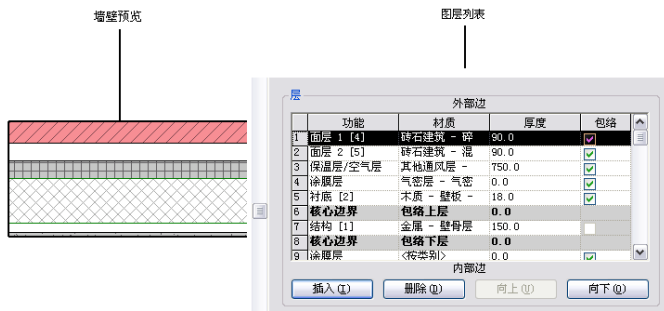 墙壁预览
图层列表
层
外部边
功能 材质 厚度 包络
1 面层 1 [4] 砖石建筑 - 碎 90.0
2 面层 2 [5] 砖石建筑 - 混 90.0
3 保温层/空气层 其他通风层 - 750.0
4 涂膜层 气密层 - 气密 0.0
5 衬底 [2] 木质 - 壁板 - 18.0
6 核心边界 包络上层 0.0
7 结构 [1] 金属 - 壁骨层 150.0
8 核心边界 包络下层 0.0
9 涂膜层 <按类别> 0.0
内部边
插入(I) 删除(D) 向上(U) 向下(O)